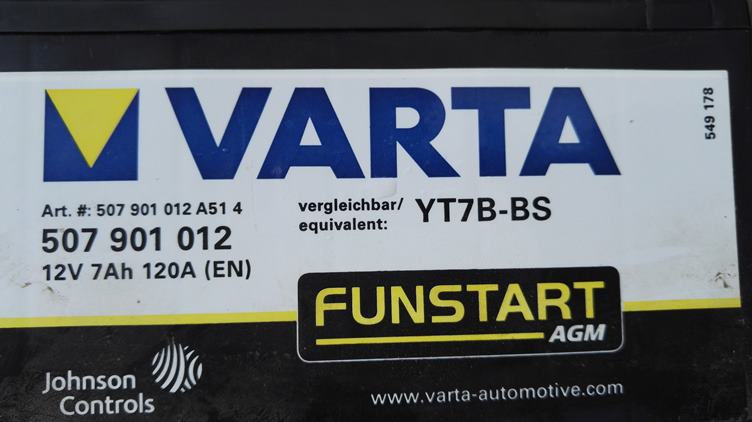 VARTA
549 178
Art. #: 507 901 012 A51 4
507 901 012
12V 7Ah 120A (EN)
vergleichbar/
equivalent:
YT7B-BS
FUNSTART
AGM
Johnson
Controls
www.varta-automotive.com